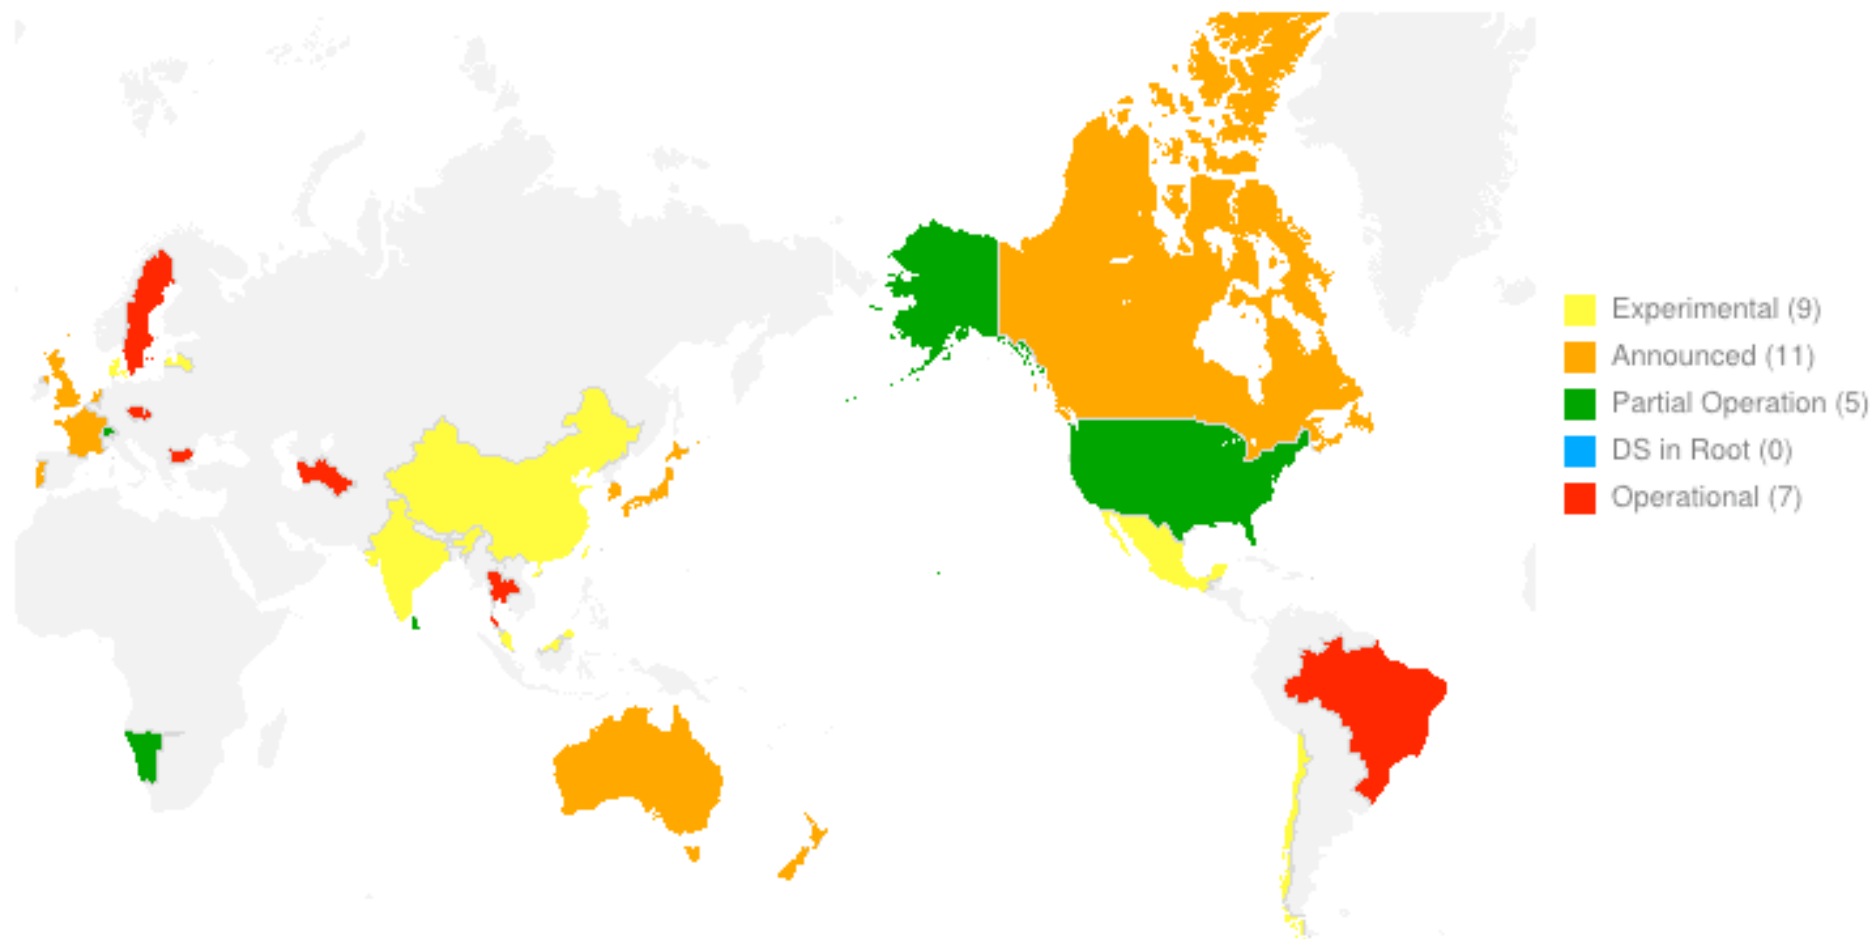 Experimental (9)
Announced (11)
Partial Operation (5)
DS in Root (0)
Operational (7)